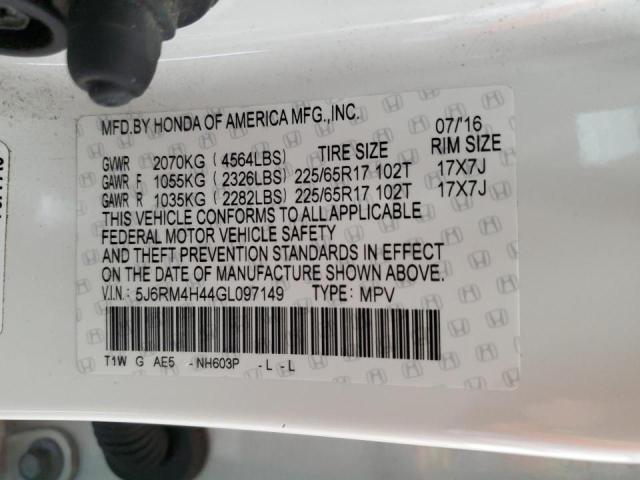 MFD.BY HONDA OF AMERICA MFG.,INC. 07/'16
TIRE SIZE RIM SIZE
GVWR 2070KG (4564LBS)
GAWR F 1055KG (2326LBS) 225/65R17 102T 17X7J
GAWR R 1035KG (2282LBS) 225/65R17 102T 17X7J
THIS VEHICLE CONFORMS TO ALL APPLICABLE
FEDERAL MOTOR VEHICLE SAFETY
AND THEFT PREVENTION STANDARDS IN EFFECT
ON THE DATE OF MANUFACTURE SHOWN ABOVE.
V.I.N.: 5J6RM4H44GL097149 TYPE: MPV
T1W G AE5 -NH603P -L -L